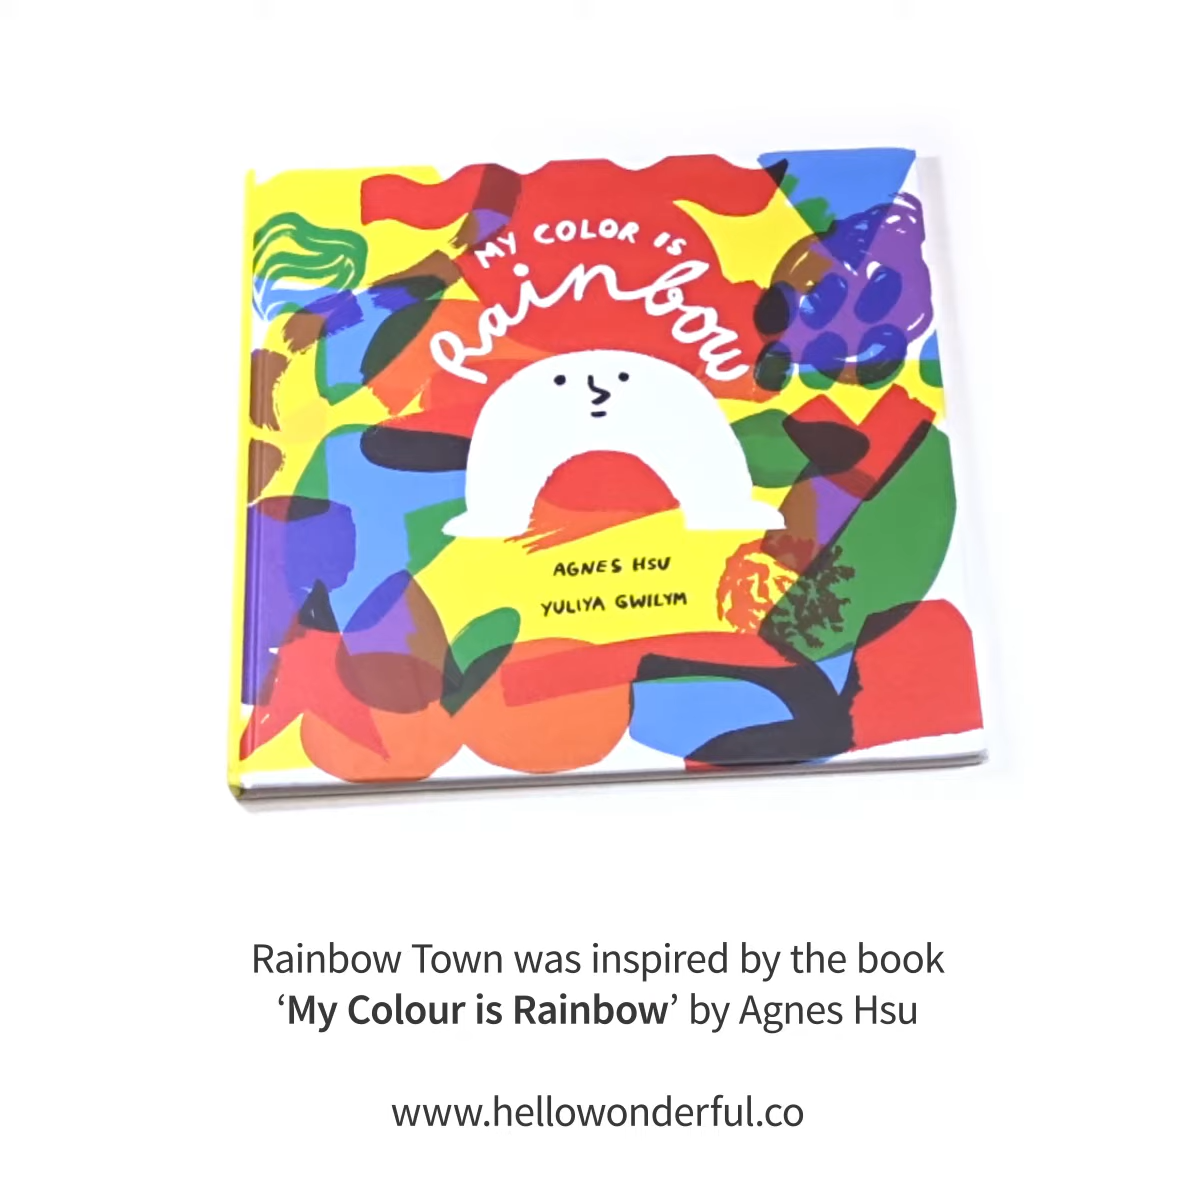 MY COLOR IS
Rainbow
AGNES HSU
YULIYA GWILYM
Rainbow Town was inspired by the book
‘My Colour is Rainbow’ by Agnes Hsu
www.hellowonderful.co